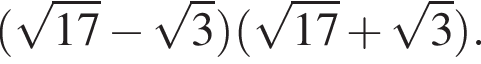 (√17 − √3)(√17 + √3).